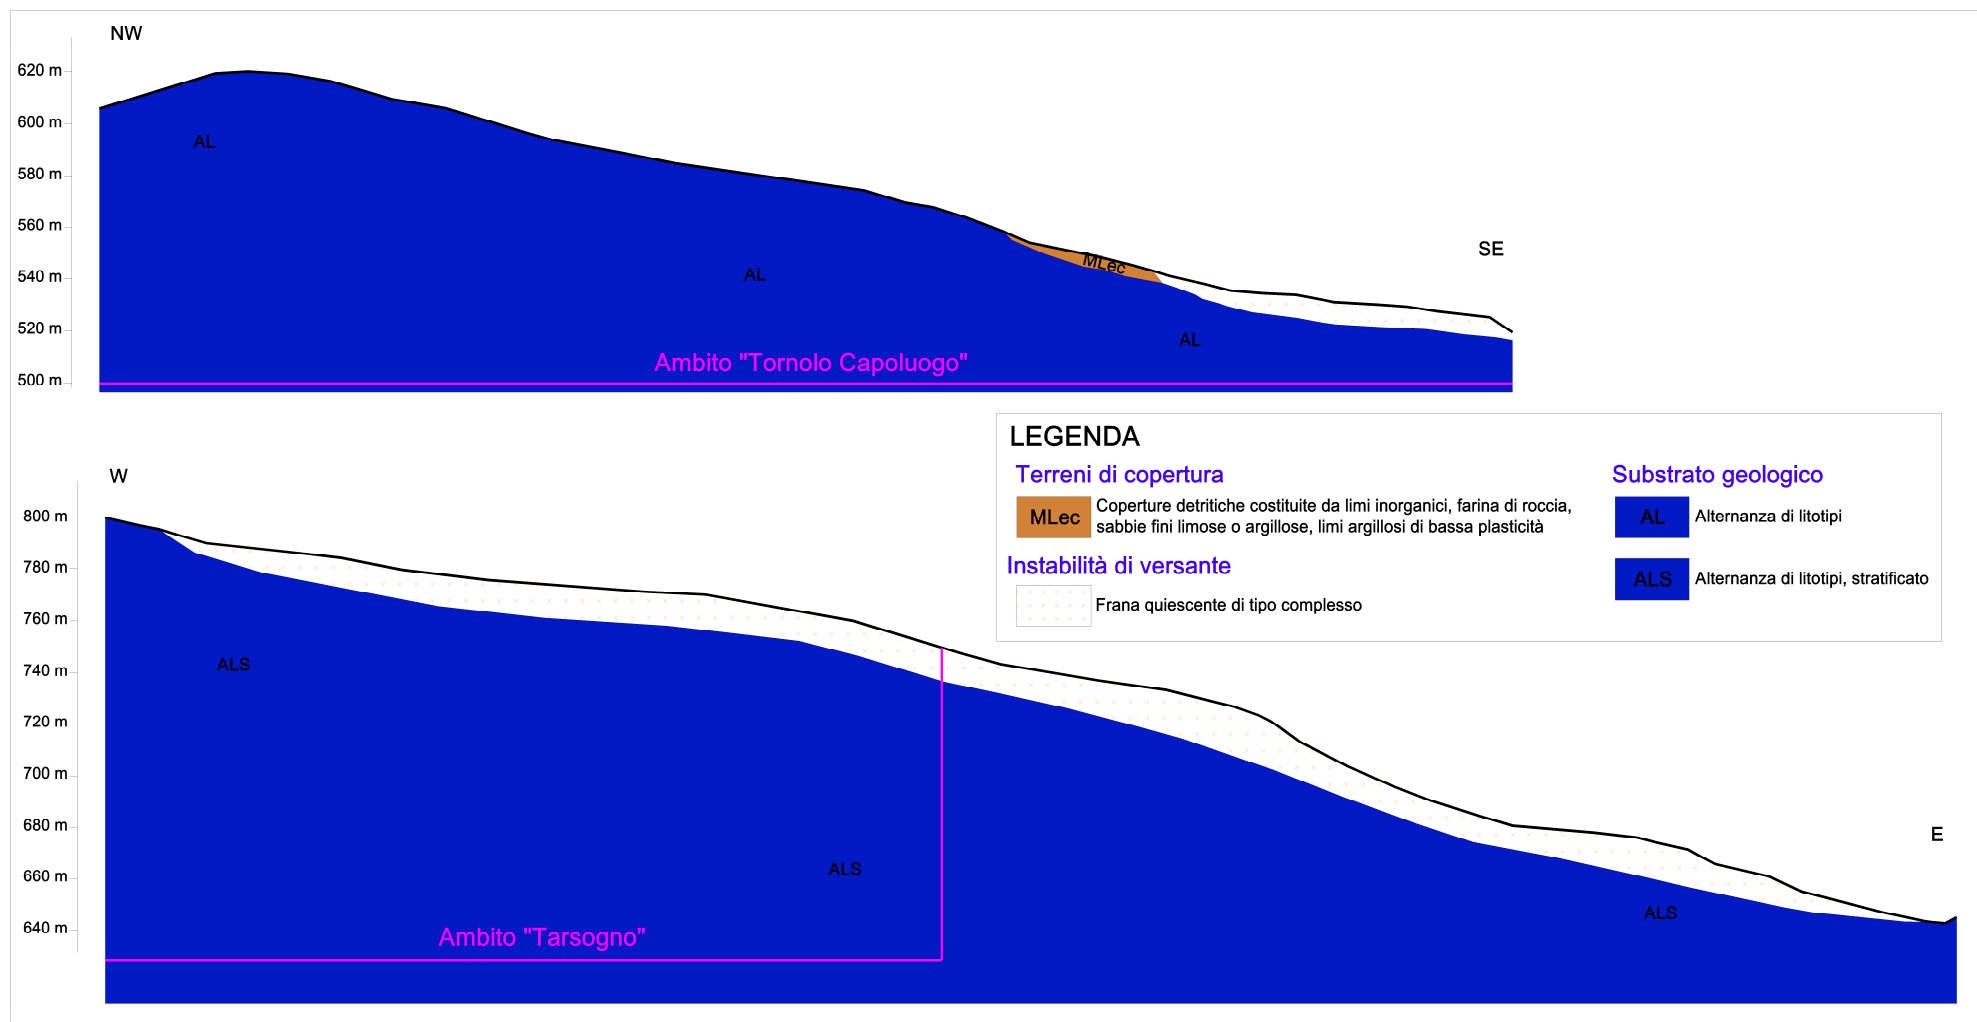 NW
620 m
600 m
580 m
560 m
540 m
520 m
500 m
AL
AL
MLec
AL
SE
Ambito "Tornolo Capoluogo"
LEGENDA
Terreni di copertura
MLec
Coperture detritiche costituite da limi inorganici, farina di roccia,
sabbie fini limose o argillose, limi argillosi di bassa plasticità
Instabilità di versante
Frana quiescente di tipo complesso
Substrato geologico
AL
Alternanza di litotipi
ALS
Alternanza di litotipi, stratificato
W
800 m
780 m
760 m
740 m
720 m
700 m
680 m
660 m
640 m
ALS
ALS
ALS
E
Ambito "Tarsogno"